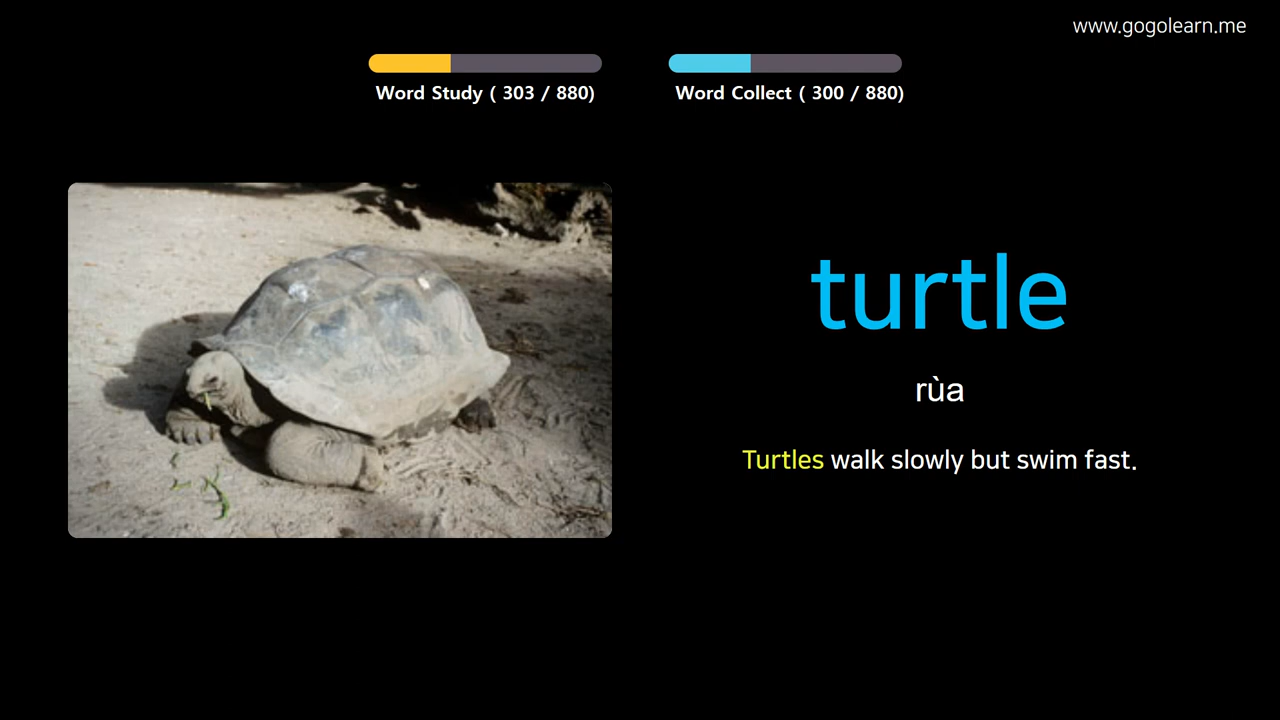 www.gogolearn.me
Word Study ( 303 / 880)
Word Collect ( 300 / 880)
turtle
rùa
Turtles walk slowly but swim fast.